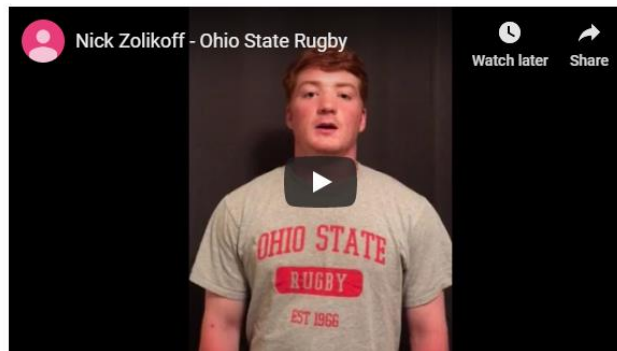 Nick Zolikoff - Ohio State Rugby
Watch later
Share
OHIO STATE
RUGBY
EST 1966